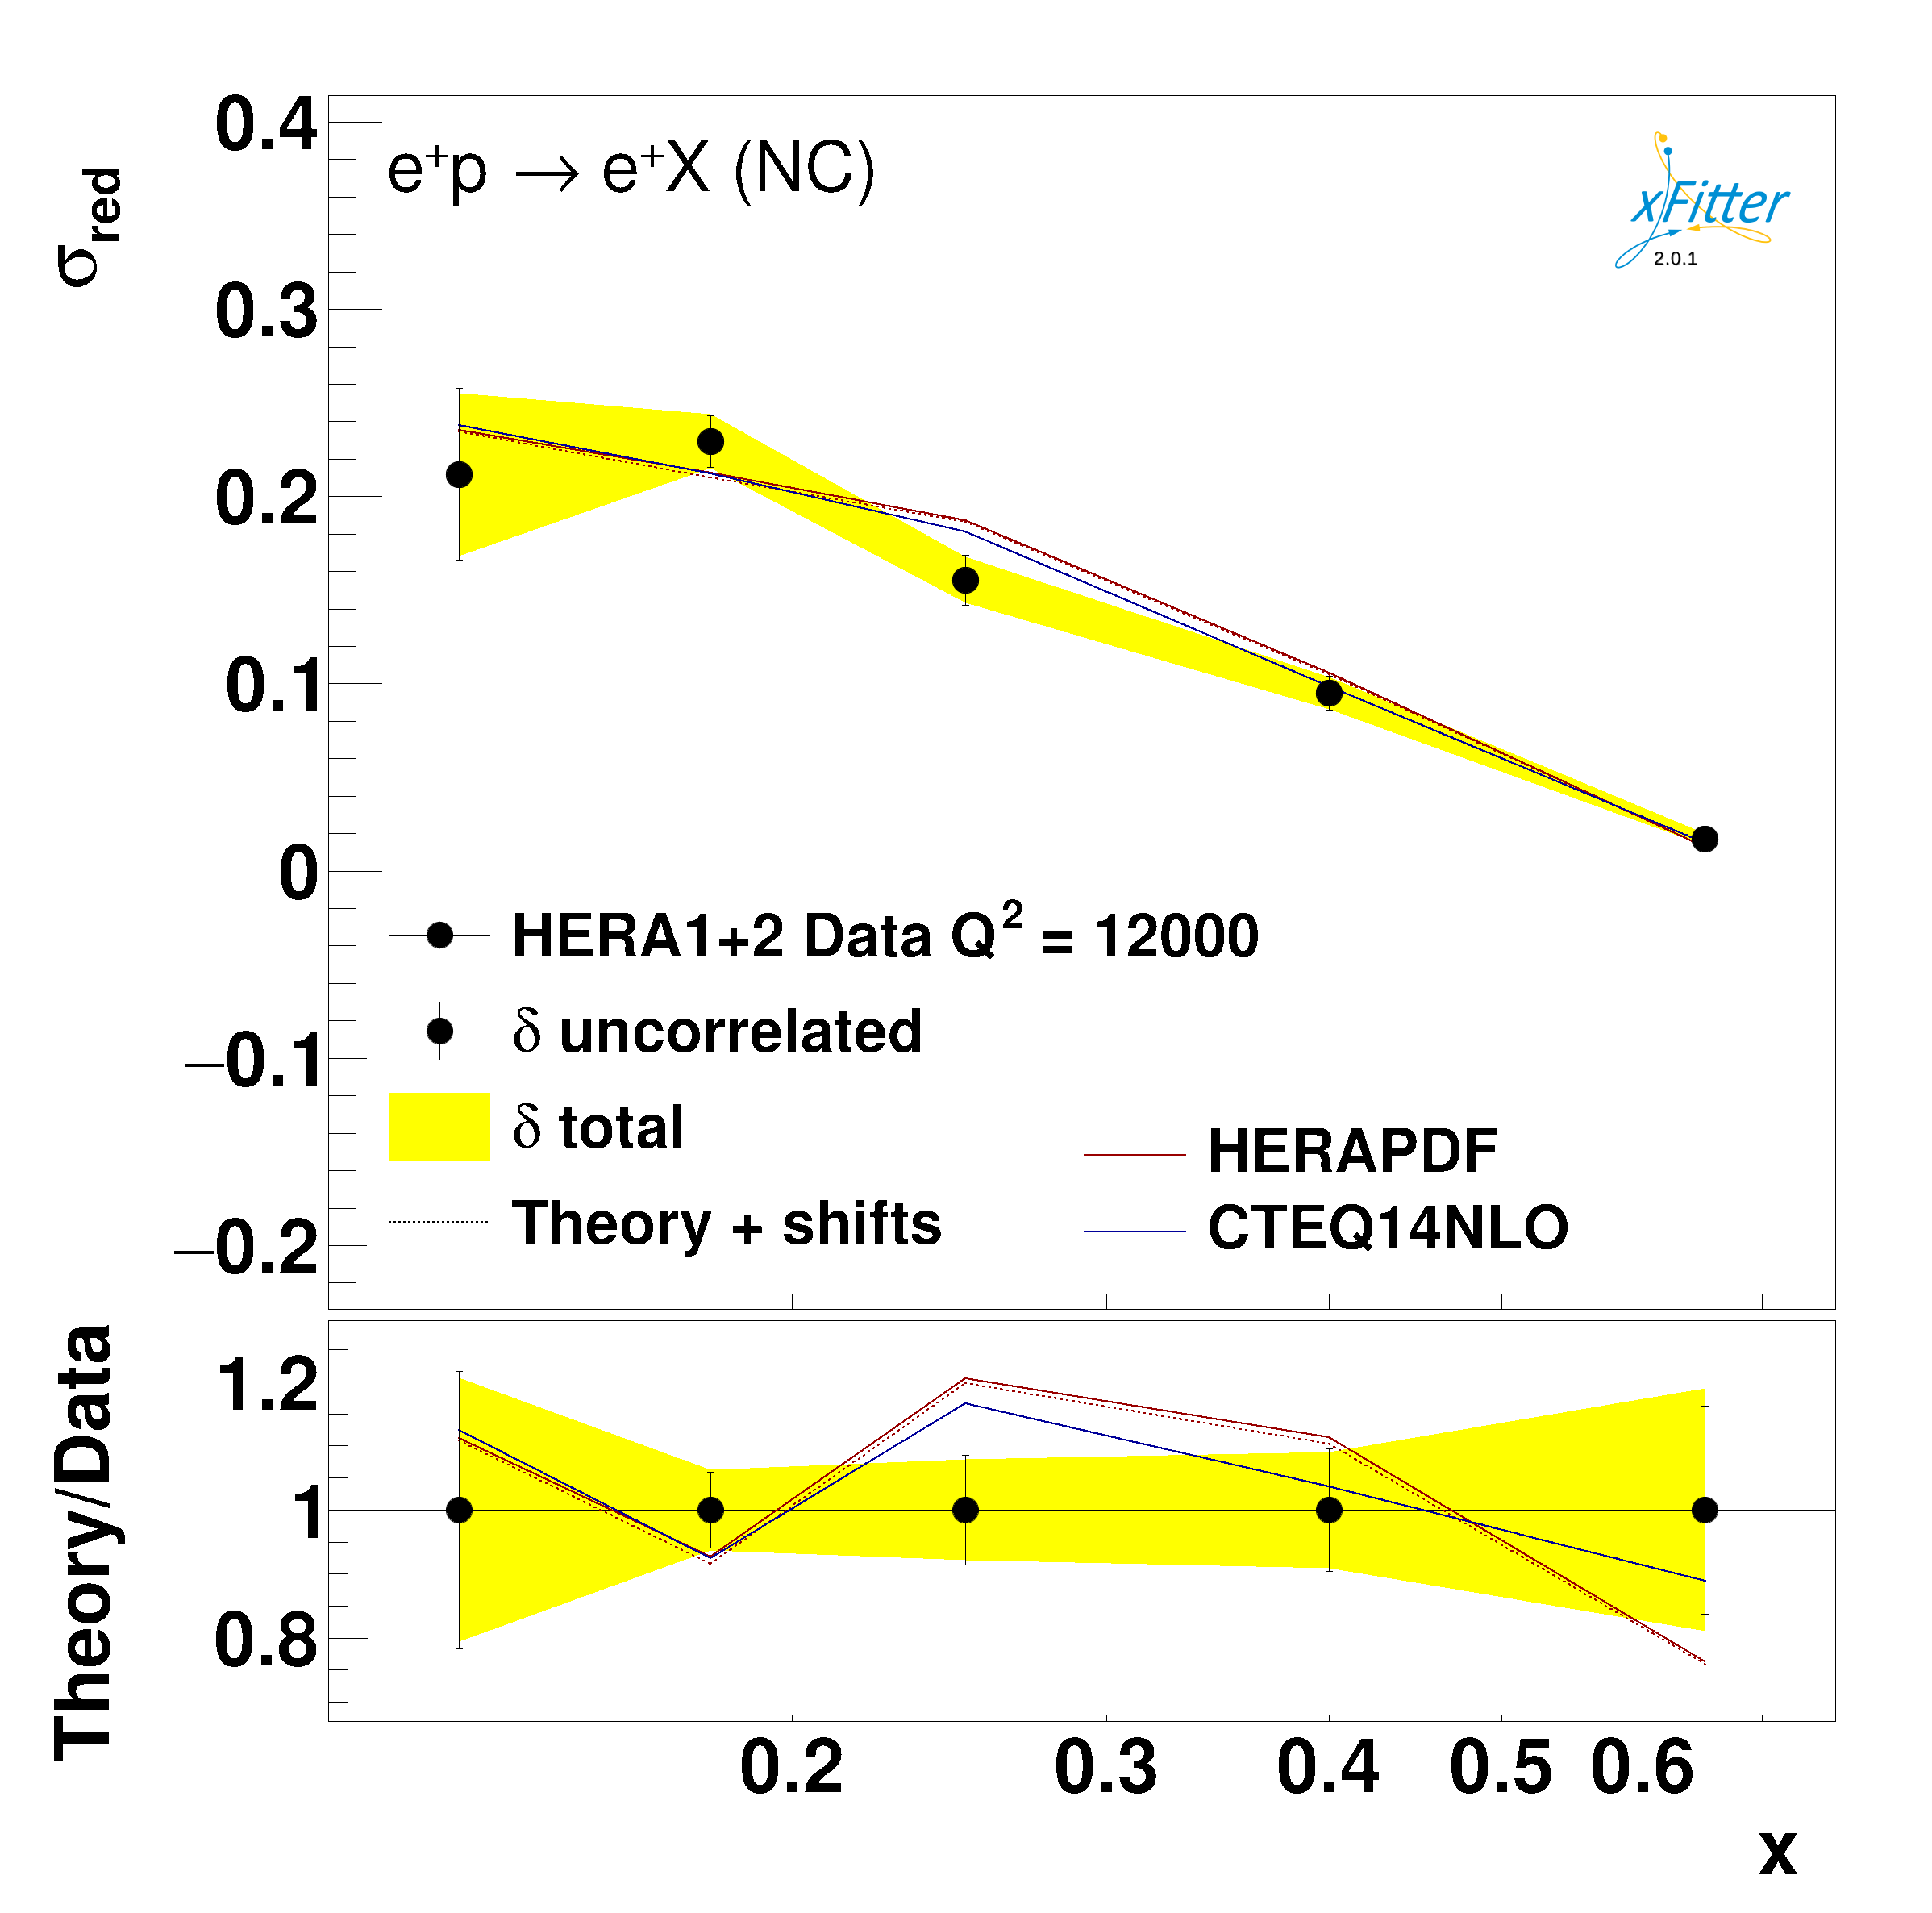 σred
0.4
0.3
0.2
0.1
0
−0.1
−0.2
e⁺p → e⁺X (NC)
xFitter
2.0.1
HERA1+2 Data Q² = 12000
δ uncorrelated
δ total
Theory + shifts
HERAPDF
CTEQ14NLO
Theory/Data
1.2
1
0.8
0.2 0.3 0.4 0.5 0.6
x